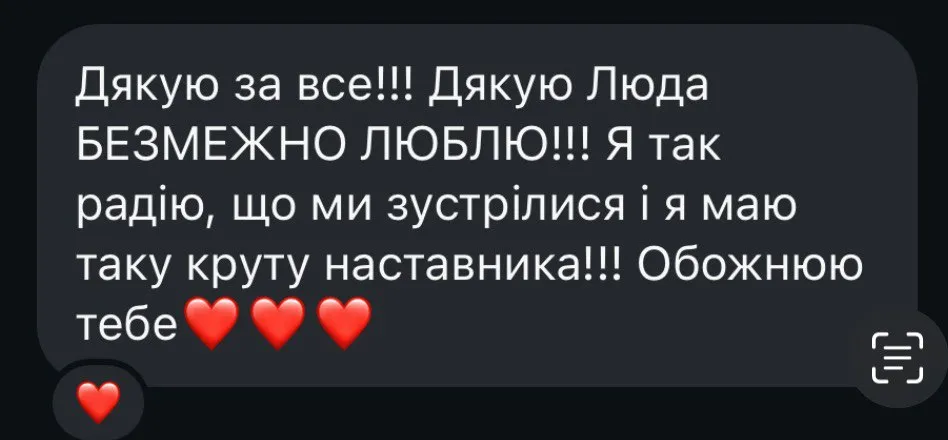 Дякую за все!!! Дякую Люда
БЕЗМЕЖНО ЛЮБЛЮ!!! Я так
радію, що ми зустрілися і я маю
таку круту наставника!!! Обожнюю
тебе❤️❤️❤️
❤️